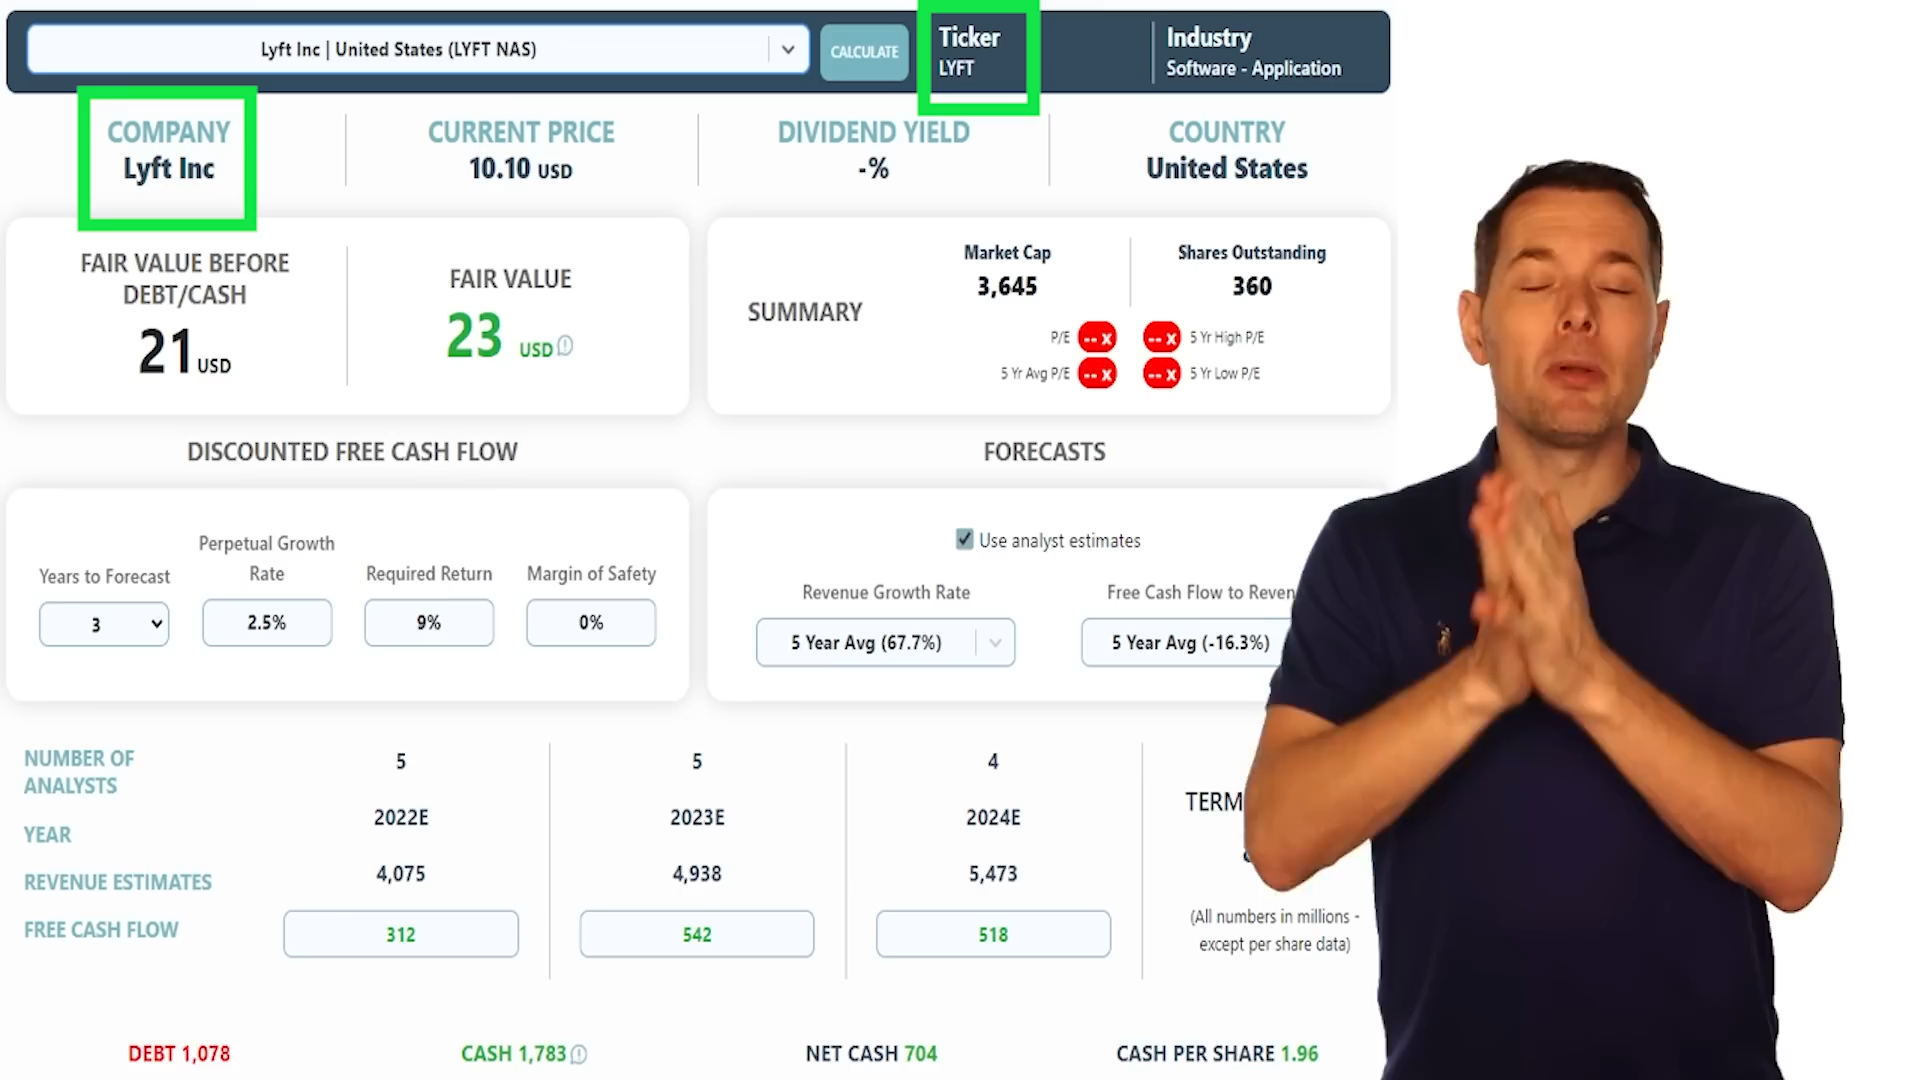 Lyft Inc | United States (LYFT NAS)
CALCULATE
Ticker
LYFT
Industry
Software - Application
COMPANY
Lyft Inc
CURRENT PRICE
10.10 USD
DIVIDEND YIELD
-%
COUNTRY
United States
FAIR VALUE BEFORE
DEBT/CASH
21 USD
FAIR VALUE
23 USD
SUMMARY
Market Cap
3,645
Shares Outstanding
360
P/E -- x
-- x 5 Yr High P/E
5 Yr Avg P/E -- x
-- x 5 Yr Low P/E
DISCOUNTED FREE CASH FLOW
Years to Forecast
3
Perpetual Growth
Rate
2.5%
Required Return
9%
Margin of Safety
0%
FORECASTS
Use analyst estimates
Revenue Growth Rate
5 Year Avg (67.7%)
Free Cash Flow to Reven
5 Year Avg (-16.3%)
NUMBER OF
ANALYSTS
5
5
4
YEAR
2022E
2023E
2024E
REVENUE ESTIMATES
4,075
4,938
5,473
FREE CASH FLOW
312
542
518
TERM
(All numbers in millions -
except per share data)
DEBT 1,078
CASH 1,783
NET CASH 704
CASH PER SHARE 1.96